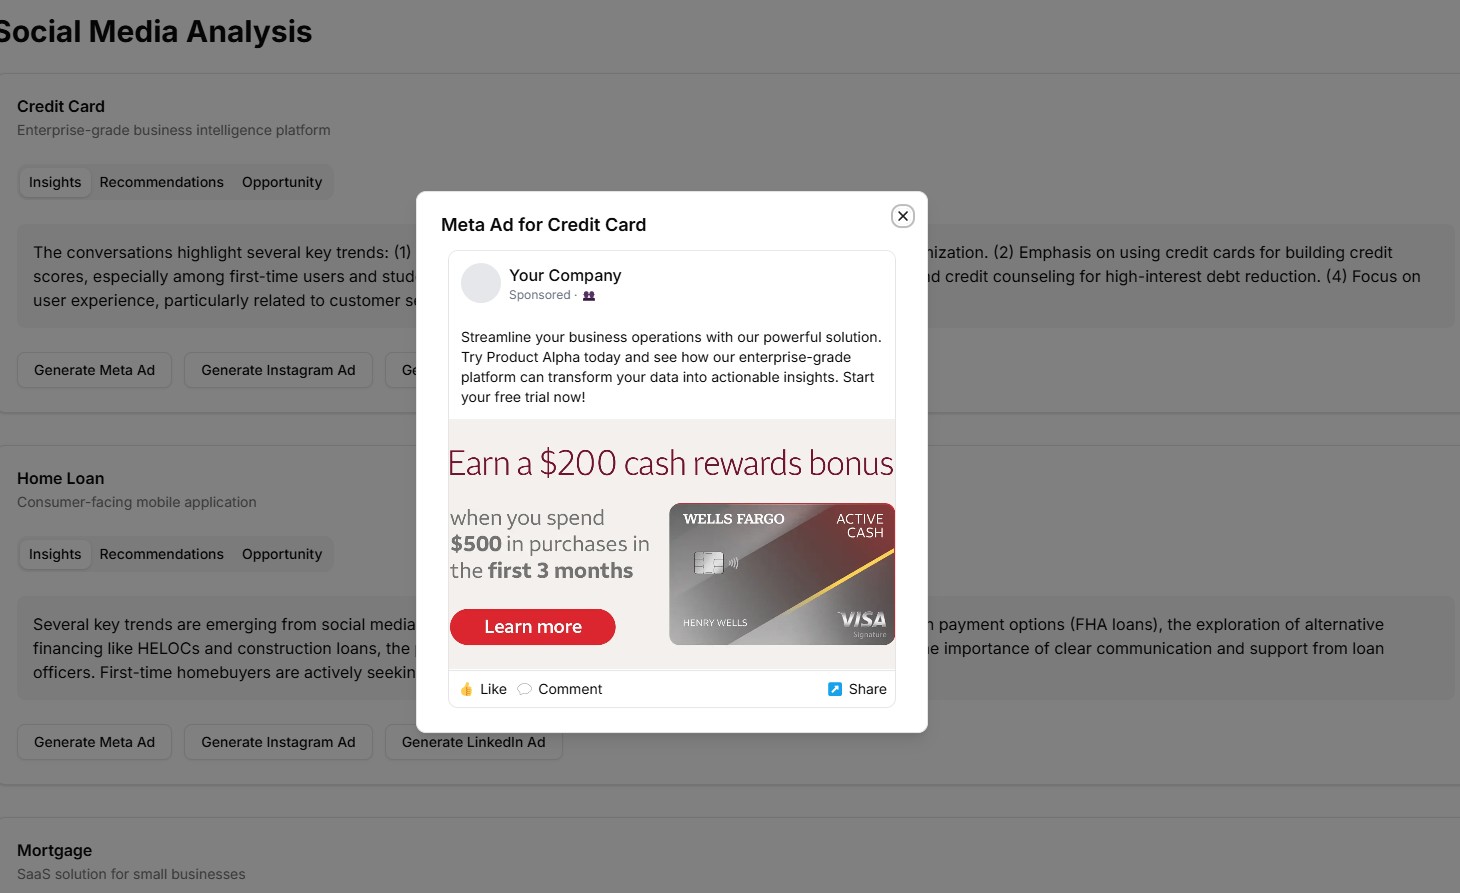 Social Media Analysis
Credit Card
Enterprise-grade business intelligence platform
Insights Recommendations Opportunity
The conversations highlight several key trends: (1) nization. (2) Emphasis on using credit cards for building credit
scores, especially among first-time users and stud d credit counseling for high-interest debt reduction. (4) Focus on
user experience, particularly related to customer se
Generate Meta Ad Generate Instagram Ad Ge
Meta Ad for Credit Card
Your Company
Sponsored ·
Streamline your business operations with our powerful solution.
Try Product Alpha today and see how our enterprise-grade
platform can transform your data into actionable insights. Start
your free trial now!
Earn a $200 cash rewards bonus
when you spend
$500 in purchases in
the first 3 months
Learn more
WELLS FARGO
ACTIVE
CASH
HENRY WELLS
VISA
Signature
Like Comment Share
Home Loan
Consumer-facing mobile application
Insights Recommendations Opportunity
Several key trends are emerging from social media n payment options (FHA loans), the exploration of alternative
financing like HELOCs and construction loans, the e importance of clear communication and support from loan
officers. First-time homebuyers are actively seekin
Generate Meta Ad Generate Instagram Ad Generate LinkedIn Ad
Mortgage
SaaS solution for small businesses